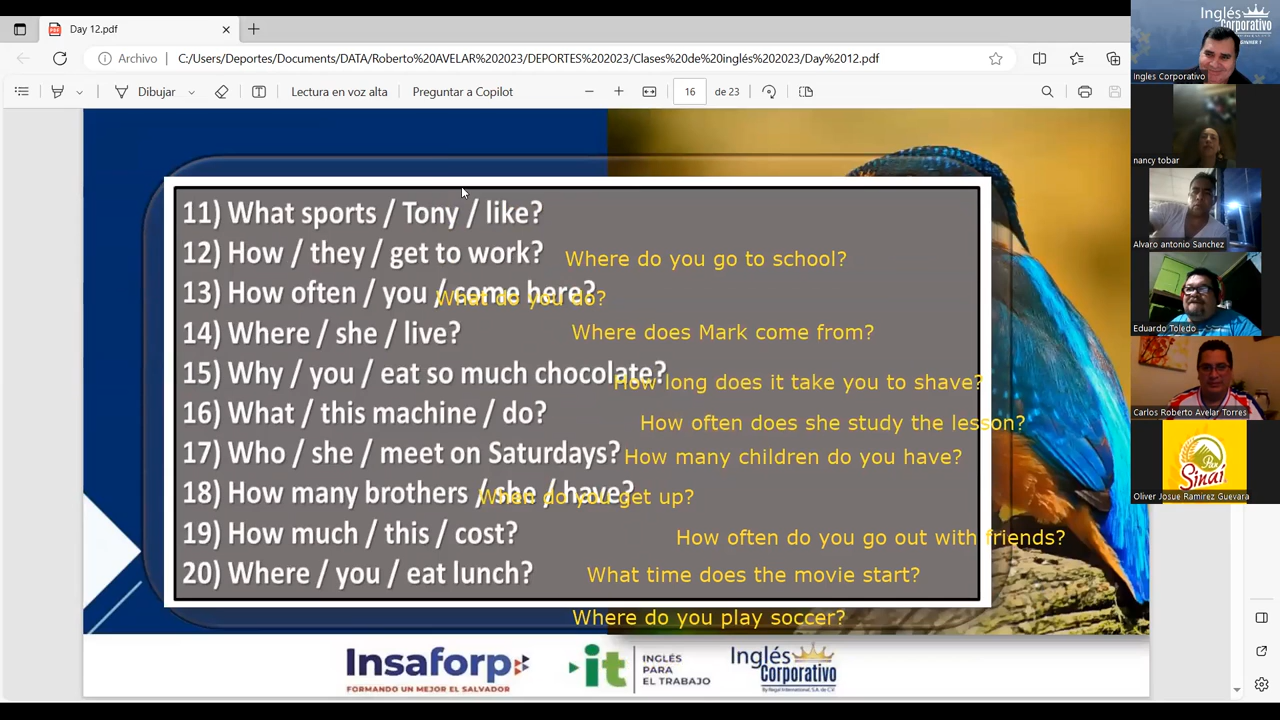 Day 12.pdf
Archivo
C:/Users/Deportes/Documents/DATA/Roberto%20AVELAR%202023%20DEPORTES%202023/Clases%20de%20inglés%202023/Day%2012.pdf
Dibujar
Lectura en voz alta
Preguntar a Copilot
16 de 23
11) What sports / Tony / like?
12) How / they / get to work?
Where do you go to school?
13) How often / you / come here?
What do you do?
14) Where / she / live?
Where does Mark come from?
15) Why / you / eat so much chocolate?
How long does it take you to shave?
16) What / this machine / do?
How often does she study the lesson?
17) Who / she / meet on Saturdays?
How many children do you have?
18) How many brothers / she / have?
When do you get up?
19) How much / this / cost?
How often do you go out with friends?
20) Where / you / eat lunch?
What time does the movie start?
Where do you play soccer?
Insaforp
FORMANDO UN MEJOR EL SALVADOR
it
INGLÉS
PARA
EL TRABAJO
Inglés
Corporativo
By Regal International, S.A. de C.V.
Inglés
Corporativo
Ingles Corporativo
nancy tobar
Alvaro antonio Sanchez
Eduardo Toledo
Carlos Roberto Avelar Torres
Pan
Sinaí
Oliver Josue Ramirez Guevara